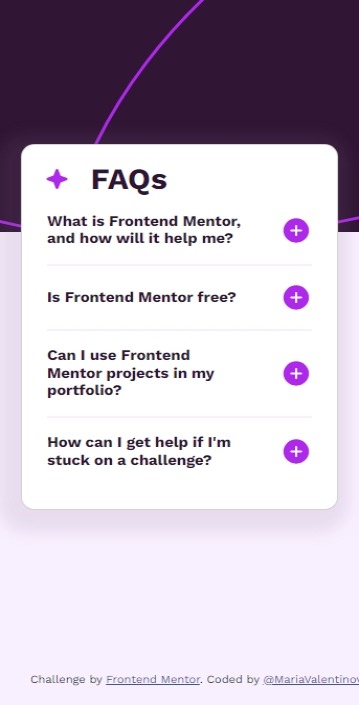 FAQs
What is Frontend Mentor,
and how will it help me?
Is Frontend Mentor free?
Can I use Frontend
Mentor projects in my
portfolio?
How can I get help if I'm
stuck on a challenge?
Challenge by Frontend Mentor. Coded by @MariaValentinov